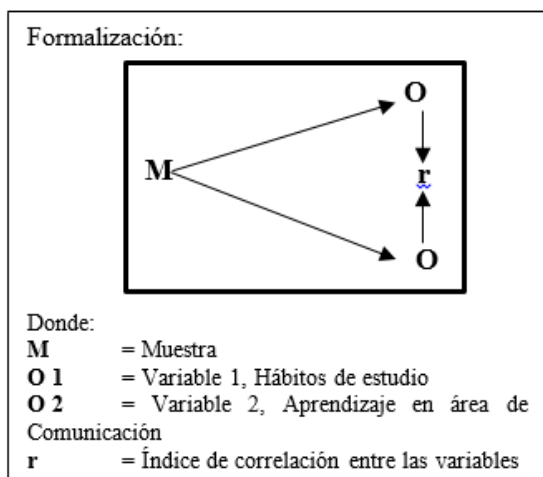 Formalización:
O
M
r
O
Donde:
M = Muestra
O 1 = Variable 1, Hábitos de estudio
O 2 = Variable 2, Aprendizaje en área de
Comunicación
r = Índice de correlación entre las variables